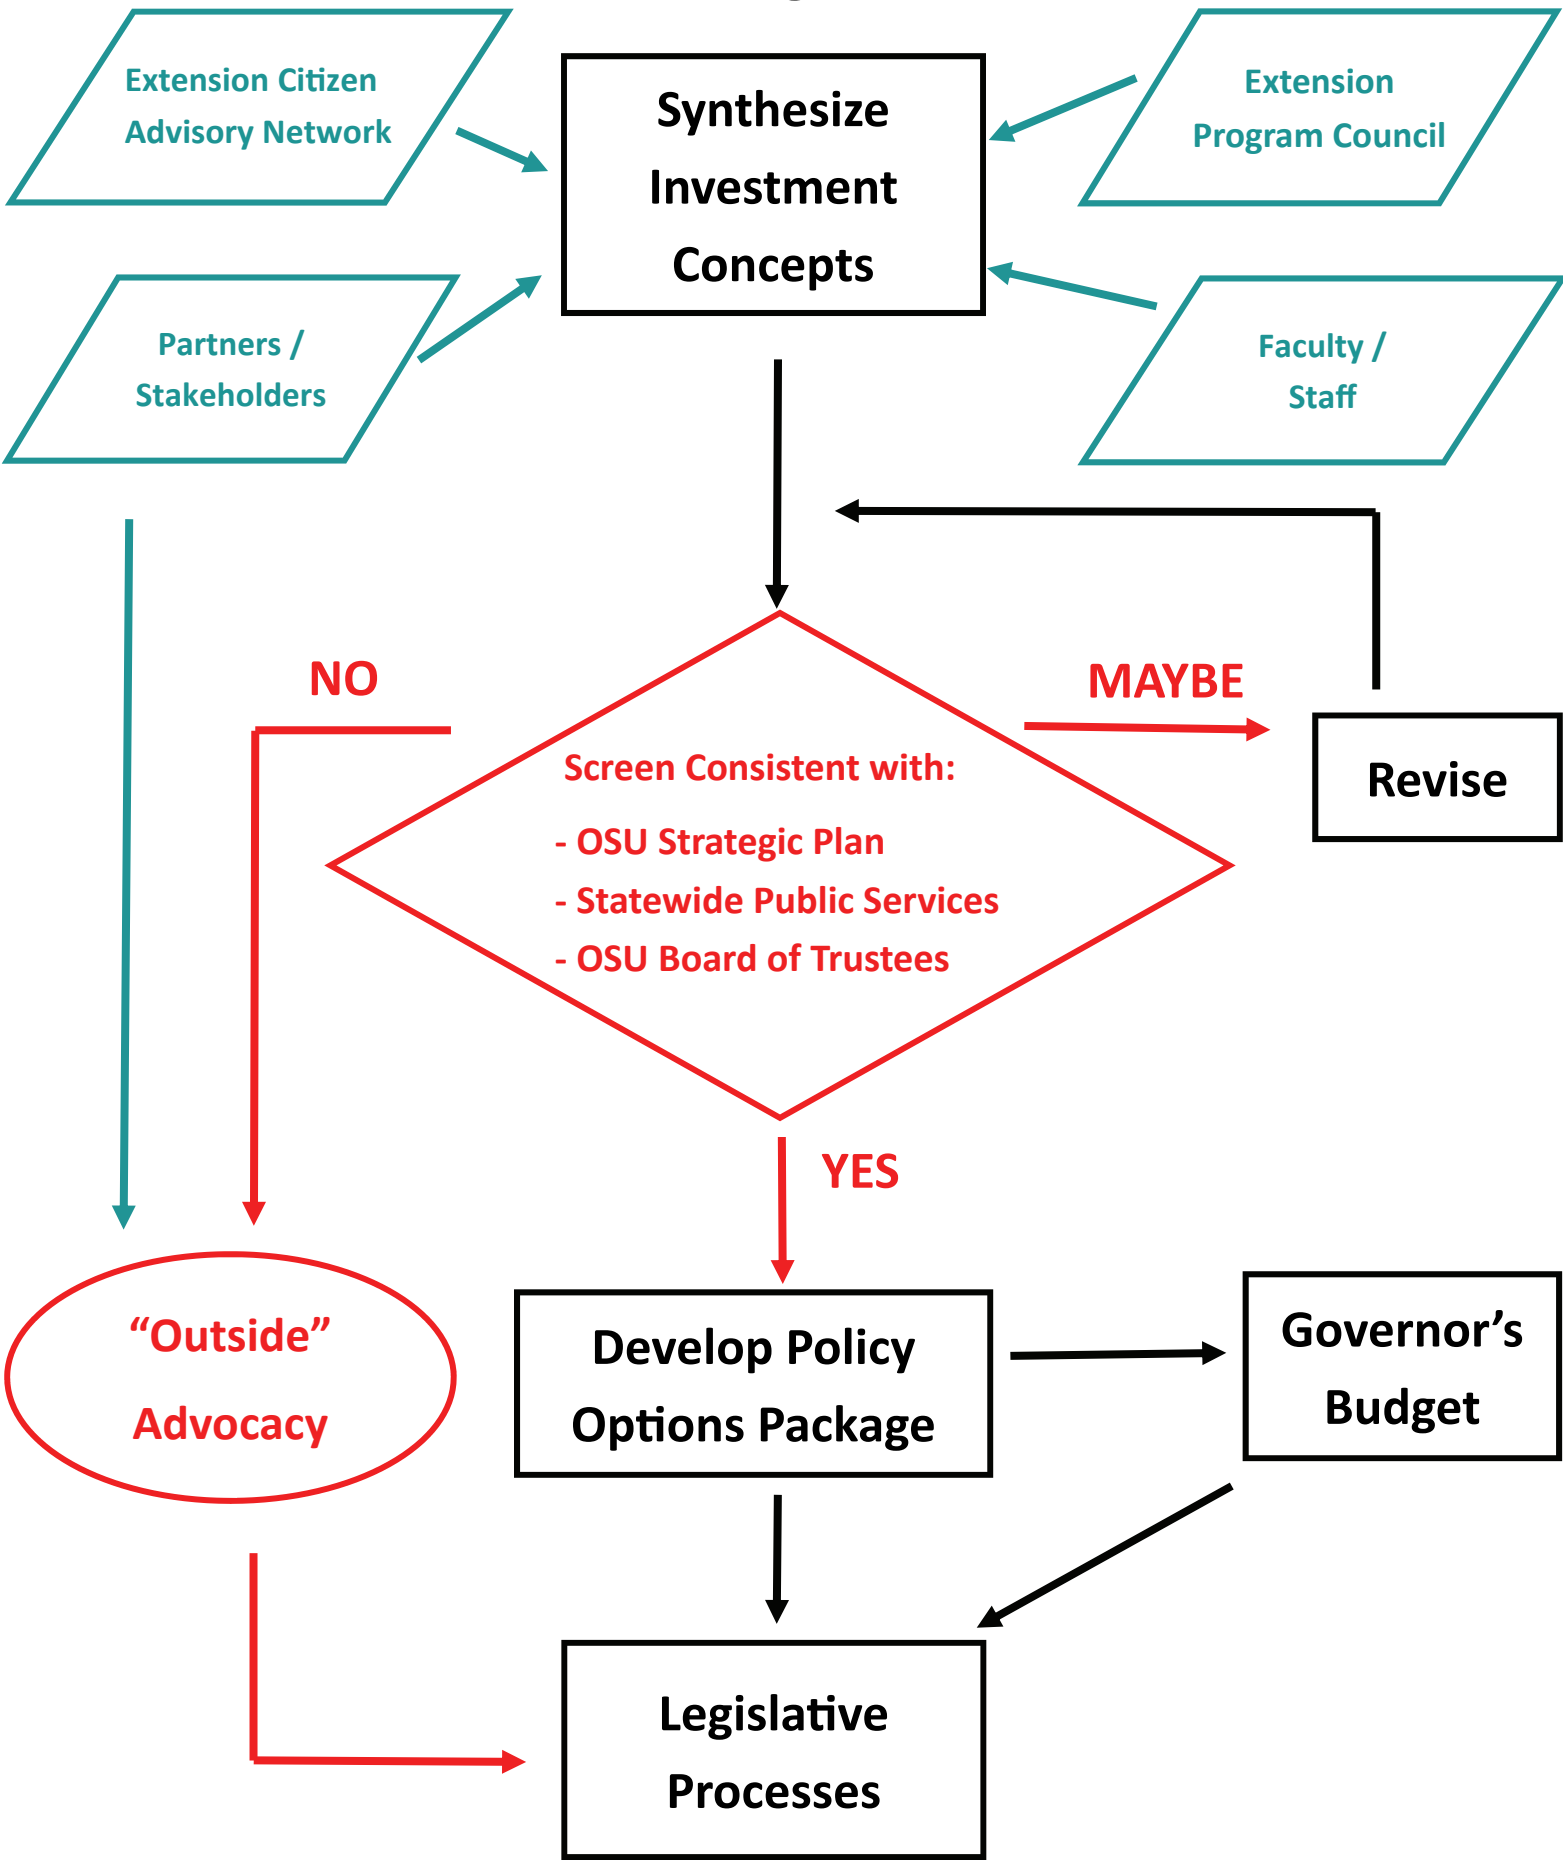 Extension Citizen
Advisory Network
Synthesize
Investment
Concepts
Extension
Program Council
Partners /
Stakeholders
Faculty /
Staff
NO
MAYBE
Revise
Screen Consistent with:
- OSU Strategic Plan
- Statewide Public Services
- OSU Board of Trustees
YES
“Outside”
Advocacy
Develop Policy
Options Package
Governor’s
Budget
Legislative
Processes